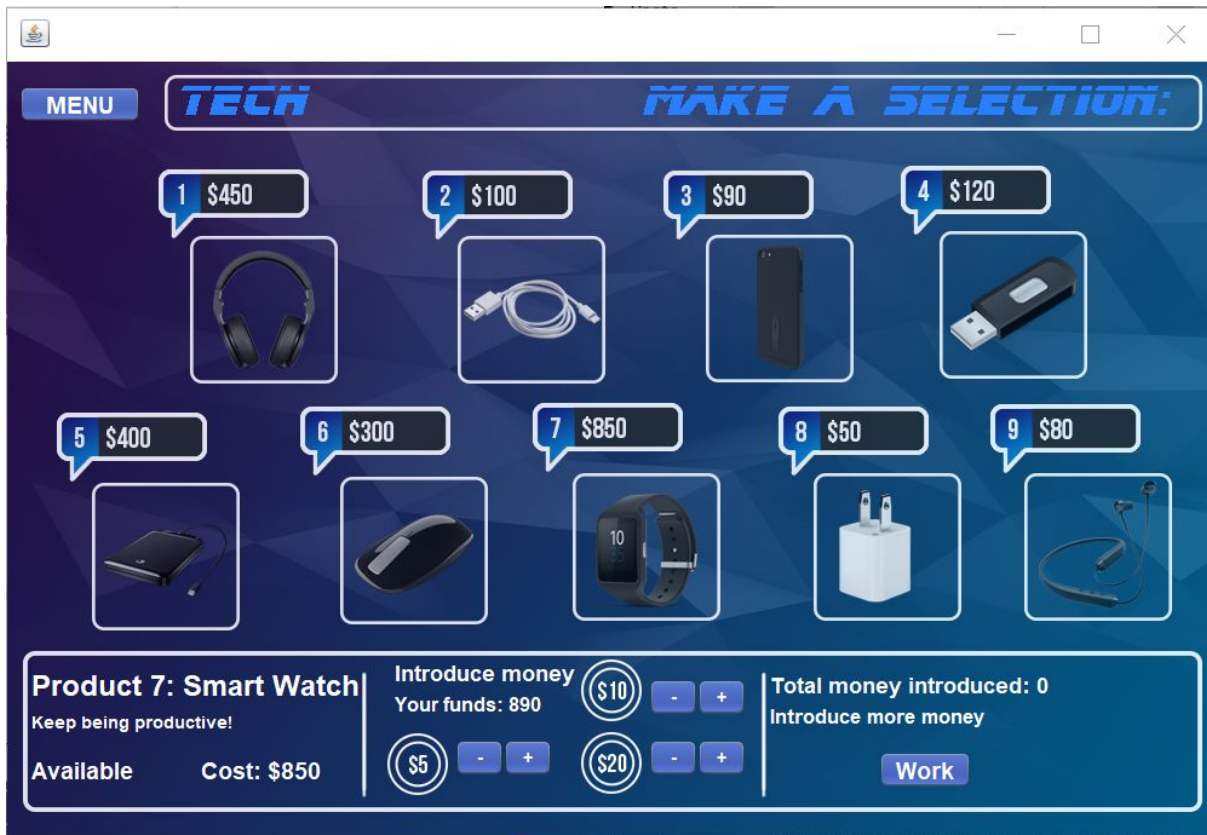 MENU
TECH
MAKE A SELECTION:
1 $450
2 $100
3 $90
4 $120
5 $400
6 $300
7 $850
8 $50
9 $80
10
Product 7: Smart Watch
Keep being productive!
Available
Cost: $850
Introduce money
Your funds: 890
$10
- +
$5
- +
$20
- +
Total money introduced: 0
Introduce more money
Work